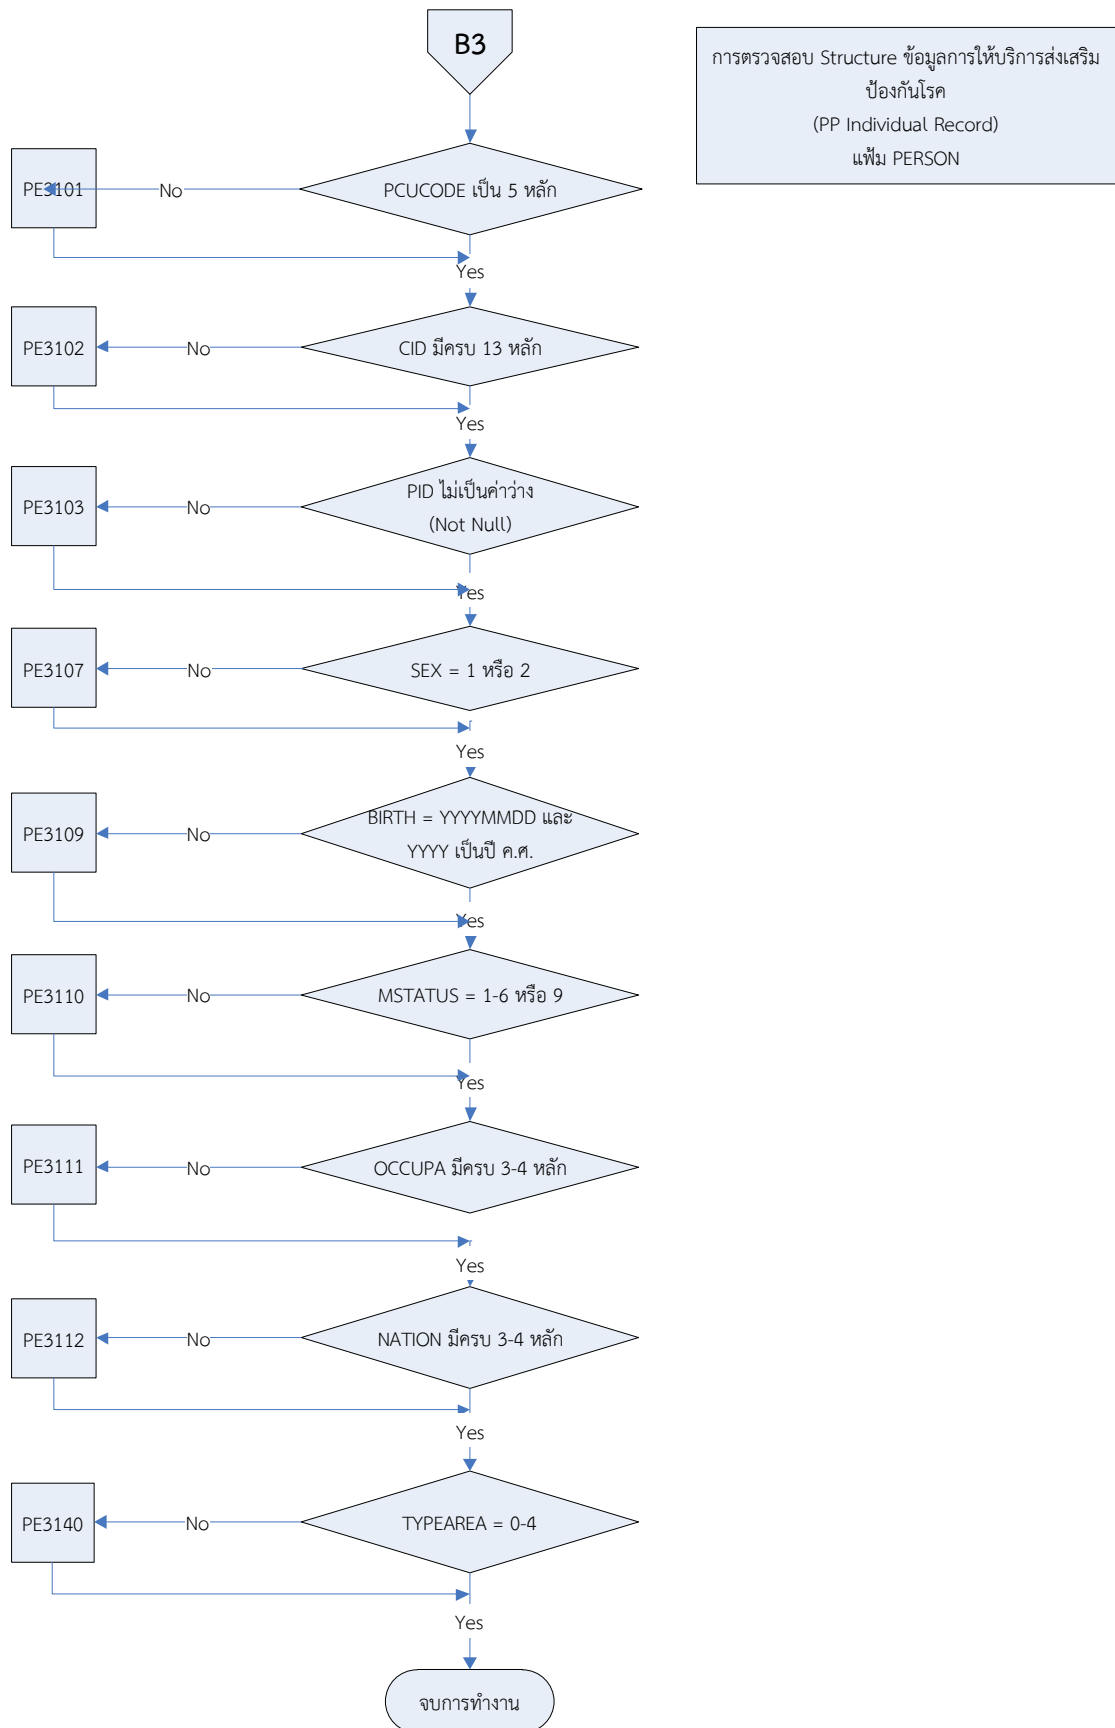 B3
การตรวจสอบ Structure ข้อมูลการให้บริการส่งเสริม
ป้องกันโรค
(PP Individual Record)
แฟ้ม PERSON
PE3101
No
PCUCODE เป็น 5 หลัก
Yes
PE3102
No
CID มีครบ 13 หลัก
Yes
PE3103
No
PID ไม่เป็นค่าว่าง
(Not Null)
Yes
PE3107
No
SEX = 1 หรือ 2
Yes
PE3109
No
BIRTH = YYYYMMDD และ
YYYY เป็นปี ค.ศ.
Yes
PE3110
No
MSTATUS = 1-6 หรือ 9
Yes
PE3111
No
OCCUPA มีครบ 3-4 หลัก
Yes
PE3112
No
NATION มีครบ 3-4 หลัก
Yes
PE3140
No
TYPEAREA = 0-4
Yes
จบการทำงาน